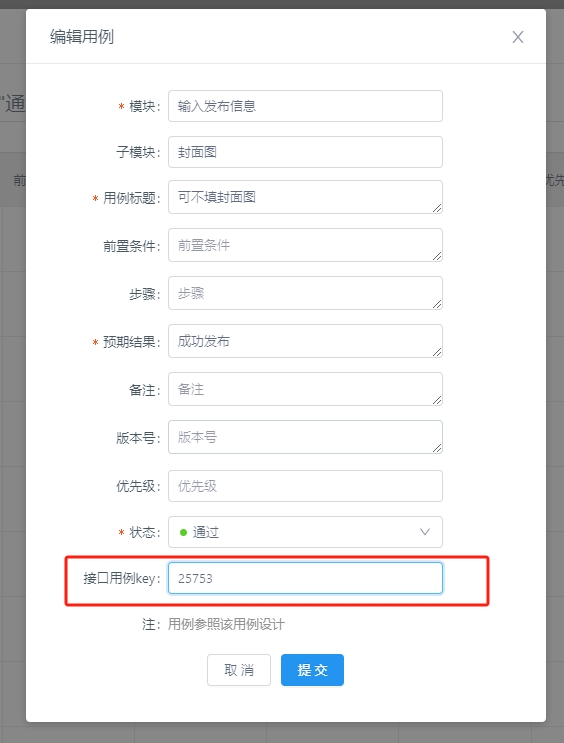 编辑用例
"通
前
优先
* 模块: 输入发布信息
子模块: 封面图
* 用例标题: 可不填封面图
前置条件: 前置条件
步骤: 步骤
* 预期结果: 成功发布
备注: 备注
版本号: 版本号
优先级: 优先级
* 状态: 通过
接口用例key: 25753
注: 用例参照该用例设计
取消 提交